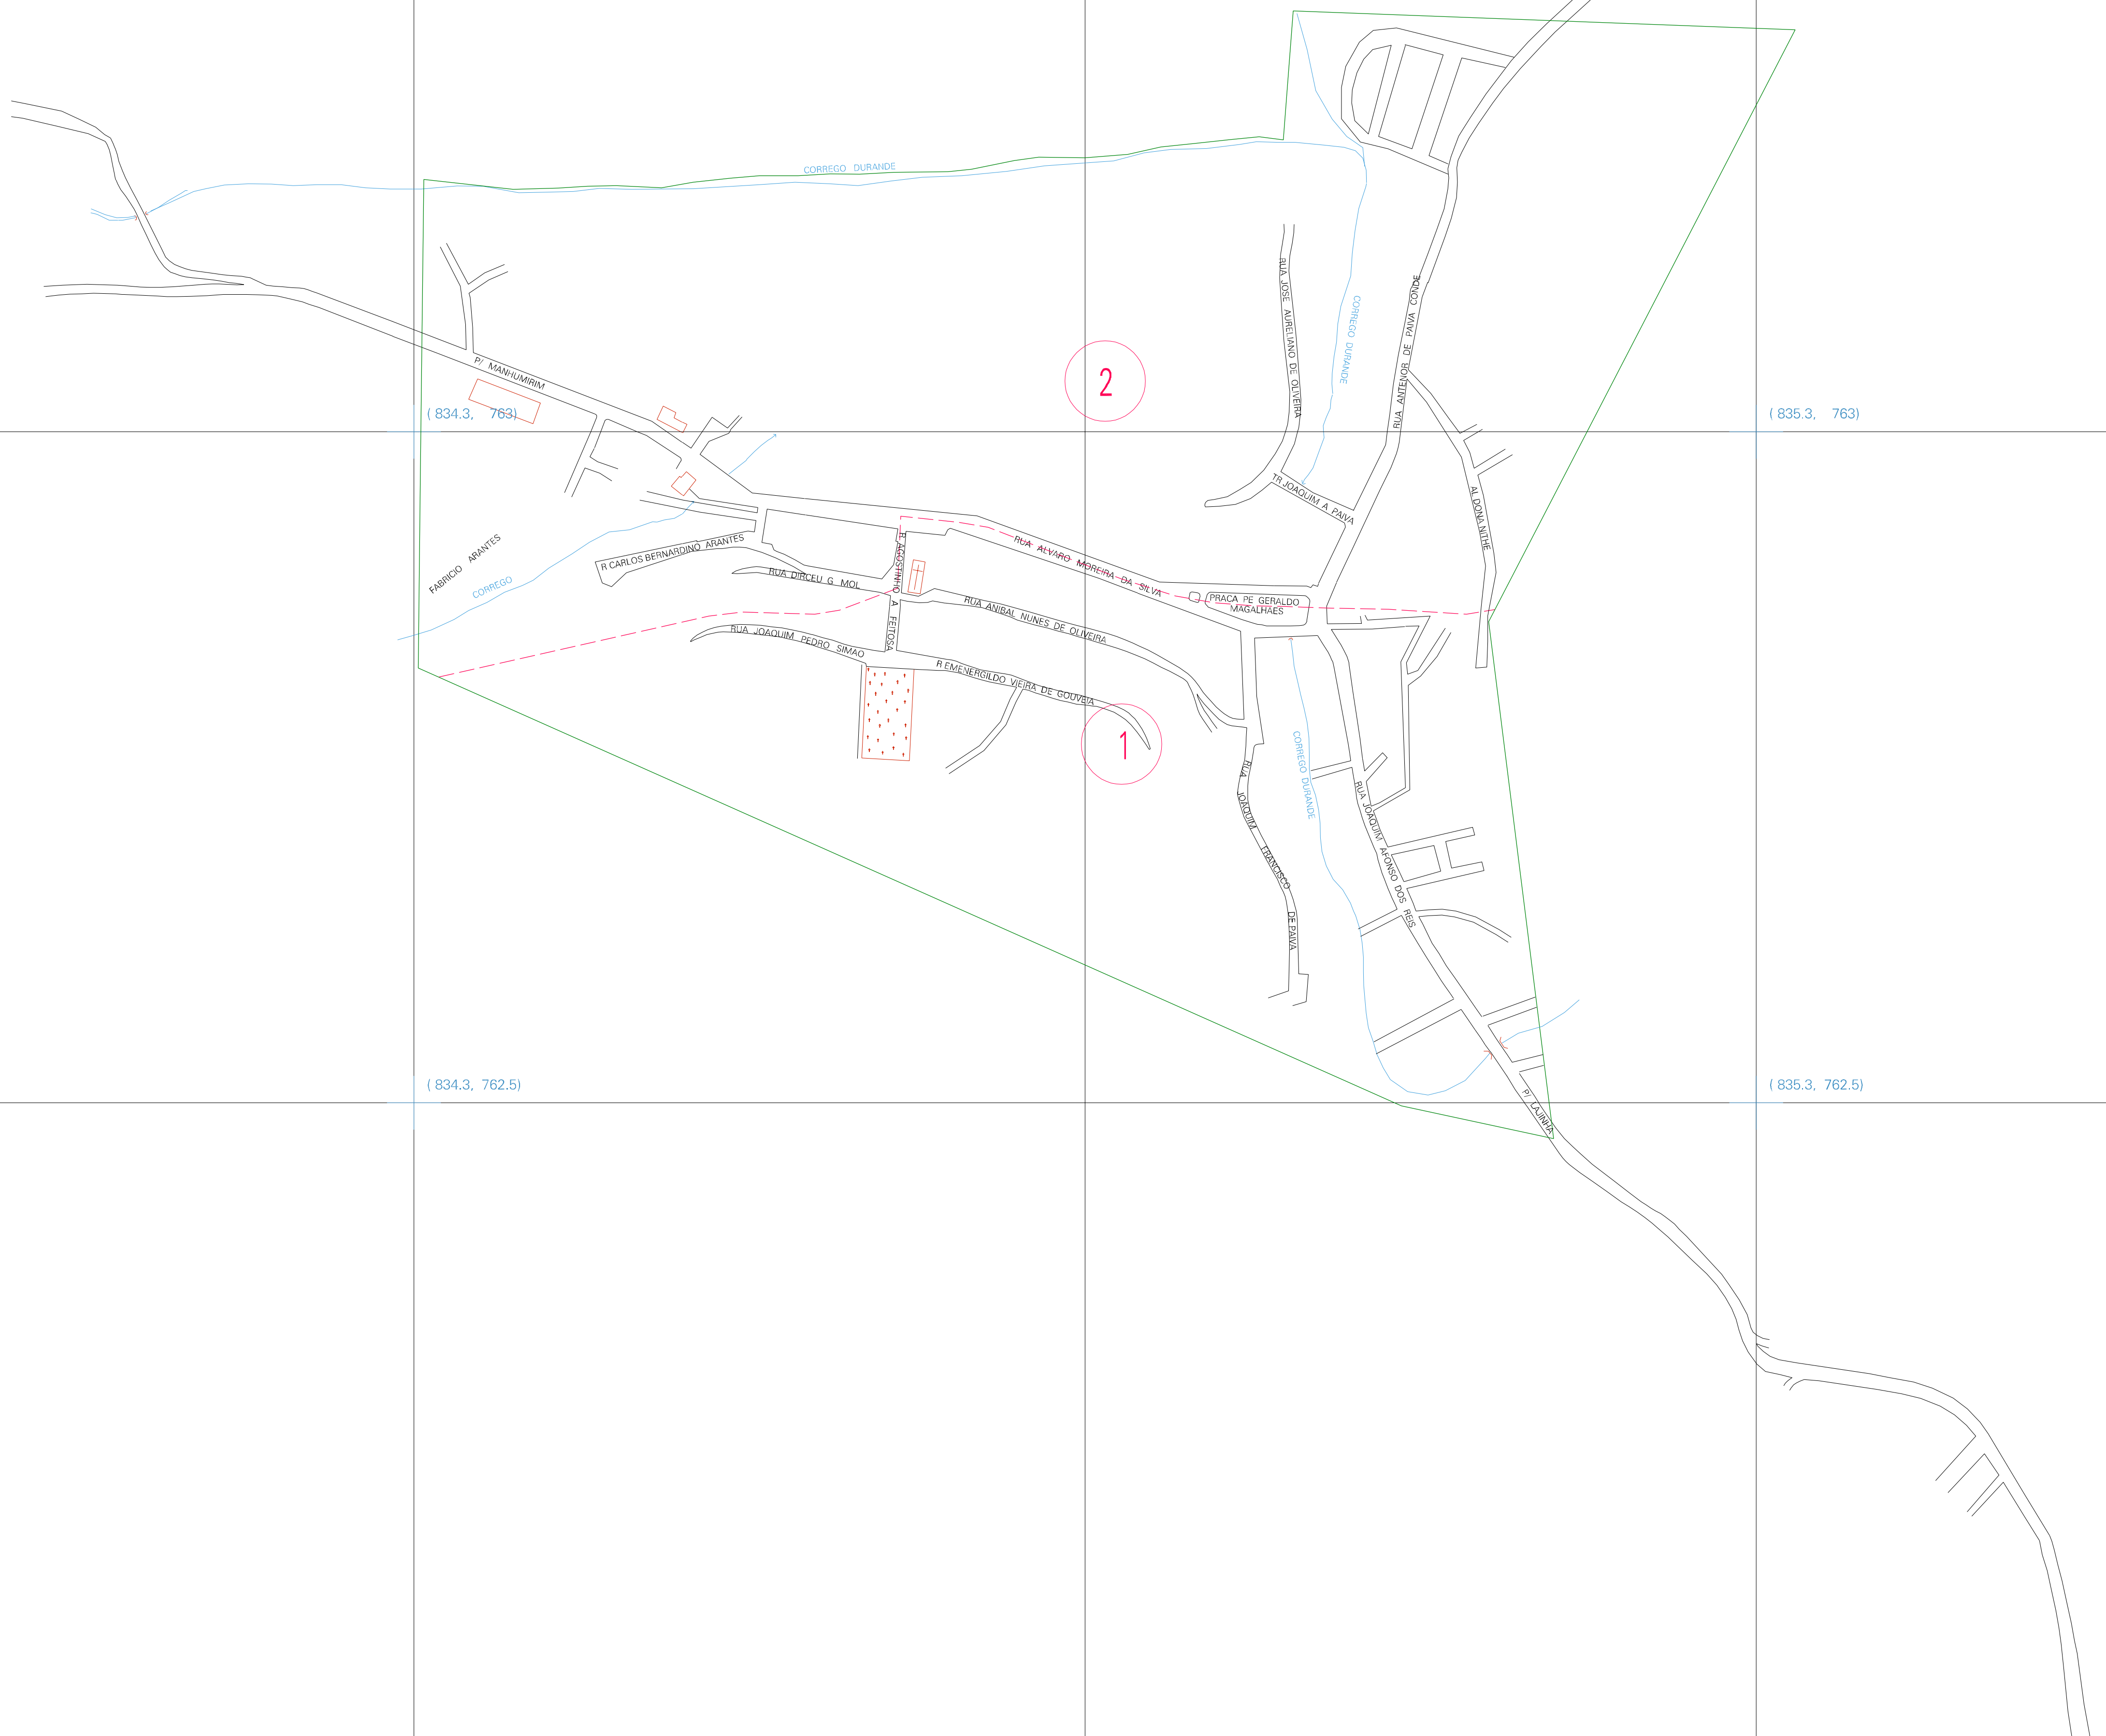 CORREGO DURANDE
RUA JOSE AURELIANO DE OLIVEIRA
CORREGO DURANDE
RUA ANTENOR DE PAIVA CONDE
P/ MANHUMIRIM
2
( 834.3, 763)
( 835.3, 763)
TR JOAQUIM A PAIVA
AL DONA NITHE
FABRICIO ARANTES
CORREGO
R CARLOS BERNARDINO ARANTES
R AGOSTINHO A FEITOSA
RUA ALVARO MOREIRA DA SILVA
RUA DIRCEU G MOL
PRACA PE GERALDO
MAGALHAES
RUA ANIBAL NUNES DE OLIVEIRA
RUA JOAQUIM PEDRO SIMAO
R EMENERGILDO VIEIRA DE GOUVEIA
1
CORREGO DURANDE
RUA JOAQUIM FRANCISCO DE PAIVA
RUA JOAQUIM AFONSO DOS REIS
( 834.3, 762.5)
( 835.3, 762.5)
P/ LAJINHA